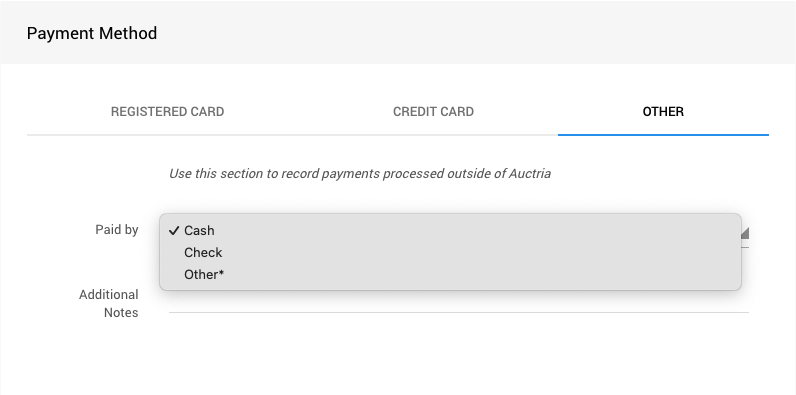 Payment Method
REGISTERED CARD CREDIT CARD OTHER
Use this section to record payments processed outside of Auctria
Paid by
✓ Cash
Check
Other*
Additional
Notes